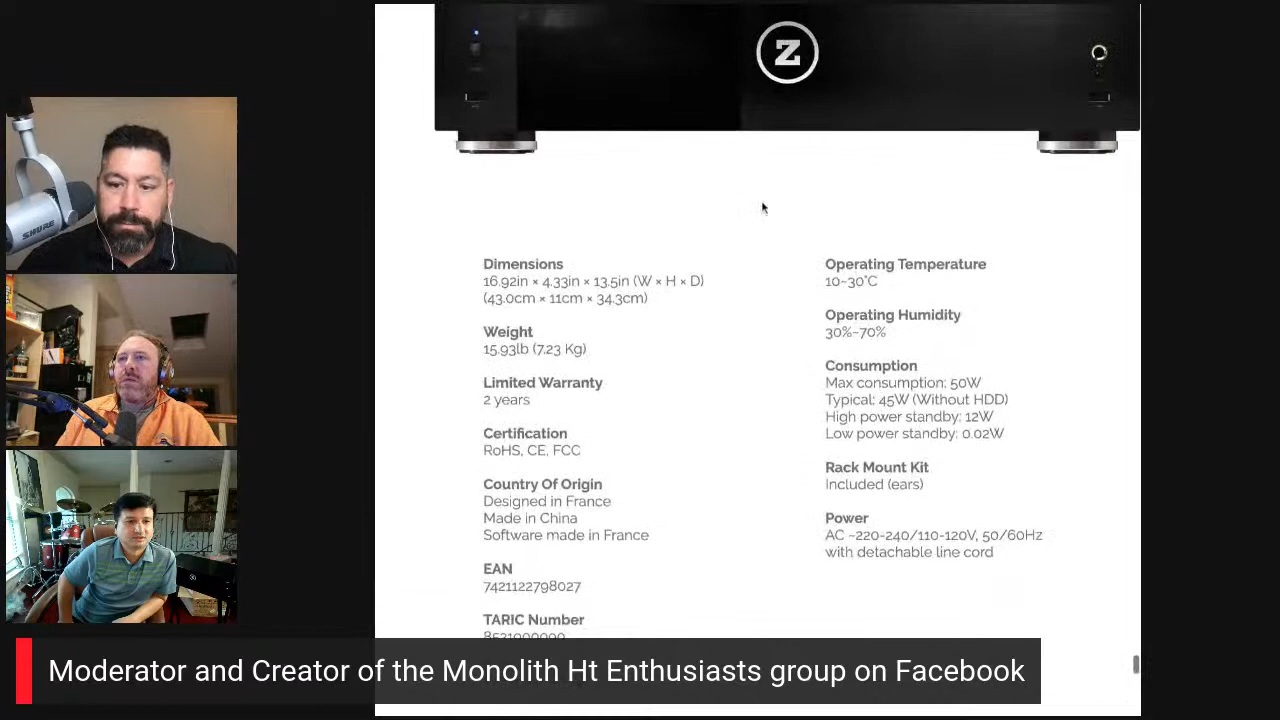 Z
SHURE
Dimensions
16.92in × 4.33in × 13.5in (W × H × D)
(43.0cm × 11cm × 34.3cm)
Weight
15.93lb (7,23 Kg)
Limited Warranty
2 years
Certification
RoHS, CE, FCC
Country Of Origin
Designed in France
Made in China
Software made in France
EAN
7421122798027
TARIC Number
Operating Temperature
10~30°C
Operating Humidity
30%~70%
Consumption
Max consumption: 50W
Typical: 45W (Without HDD)
High power standby: 12W
Low power standby: 0.02W
Rack Mount Kit
Included (ears)
Power
AC ~220-240/110-120V, 50/60Hz
with detachable line cord
Moderator and Creator of the Monolith Ht Enthusiasts group on Facebook